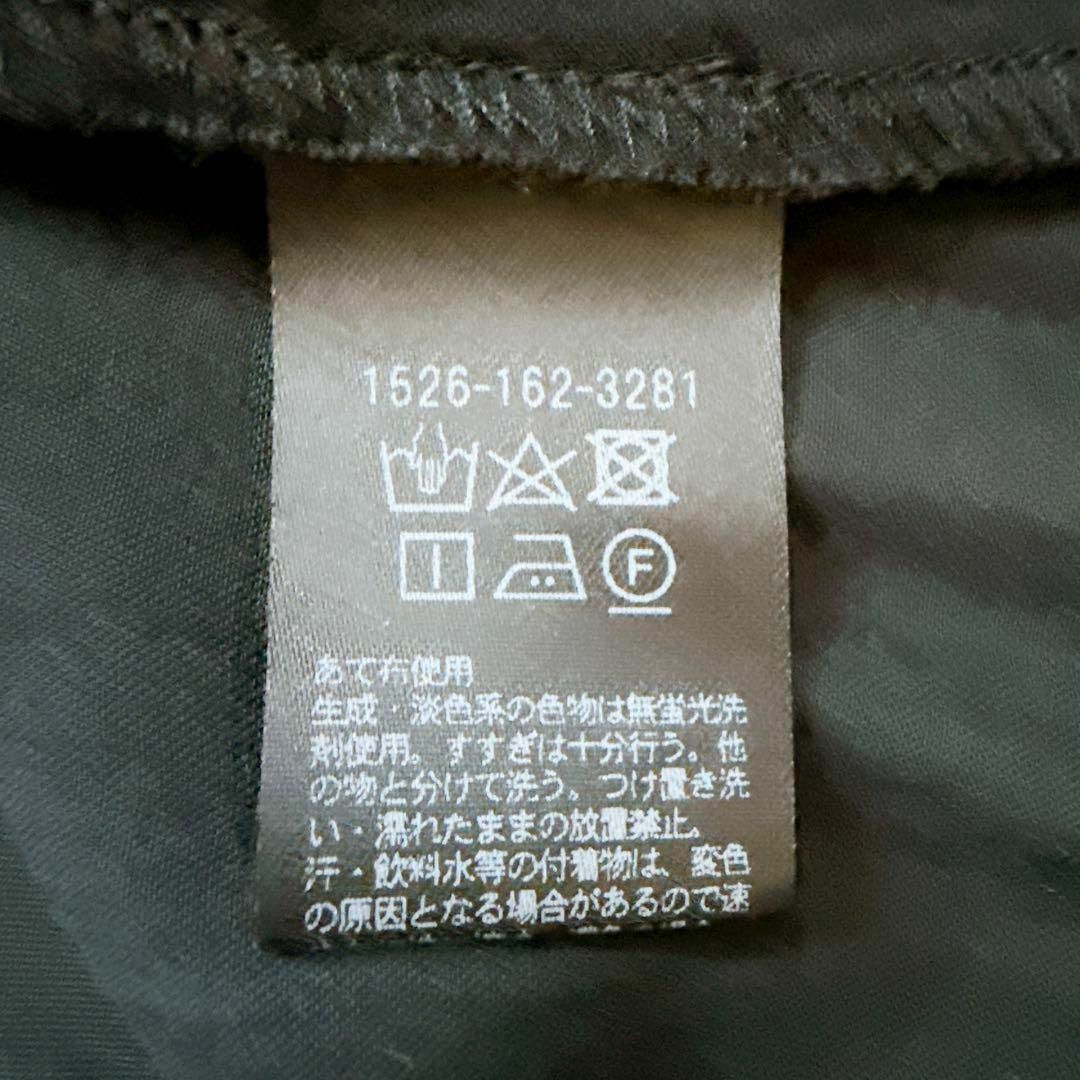 1526-162-3281
F
あて布使用
生成・淡色系の色物は無蛍光洗
剤使用。すすぎは十分行う。他
の物と分けて洗う。つけ置き洗
い・濡れたままの放置禁止。
汗・飲料水等の付着物は、変色
の原因となる場合があるので速